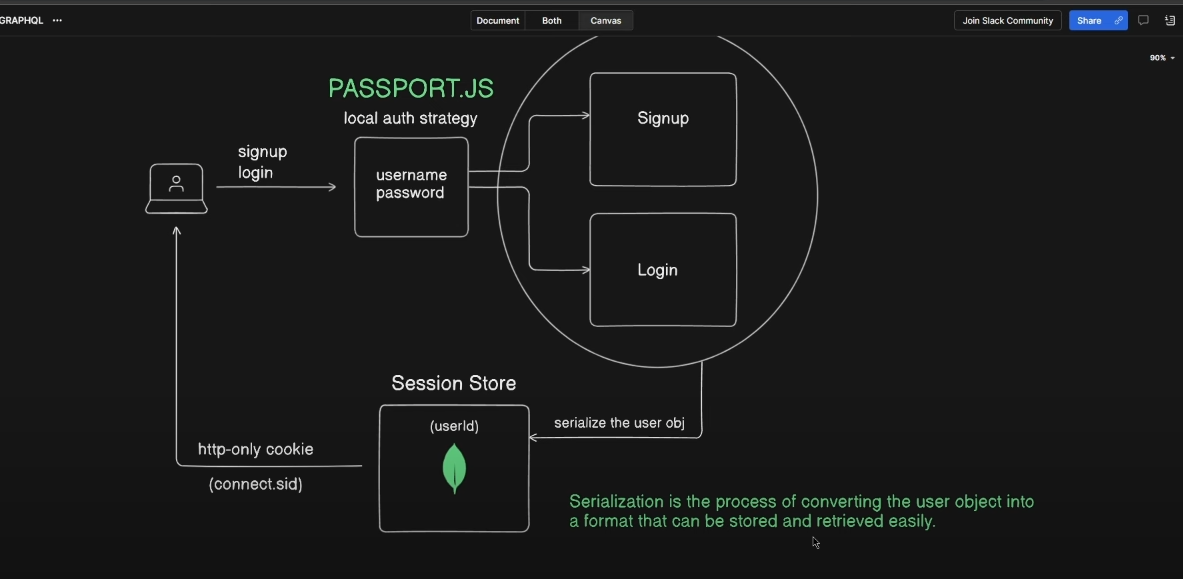 GRAPHQL ...
Document Both Canvas
Join Slack Community
Share
90%
PASSPORT.JS
local auth strategy
signup
login
username
password
Signup
Login
Session Store
(userId)
serialize the user obj
http-only cookie
(connect.sid)
Serialization is the process of converting the user object into
a format that can be stored and retrieved easily.